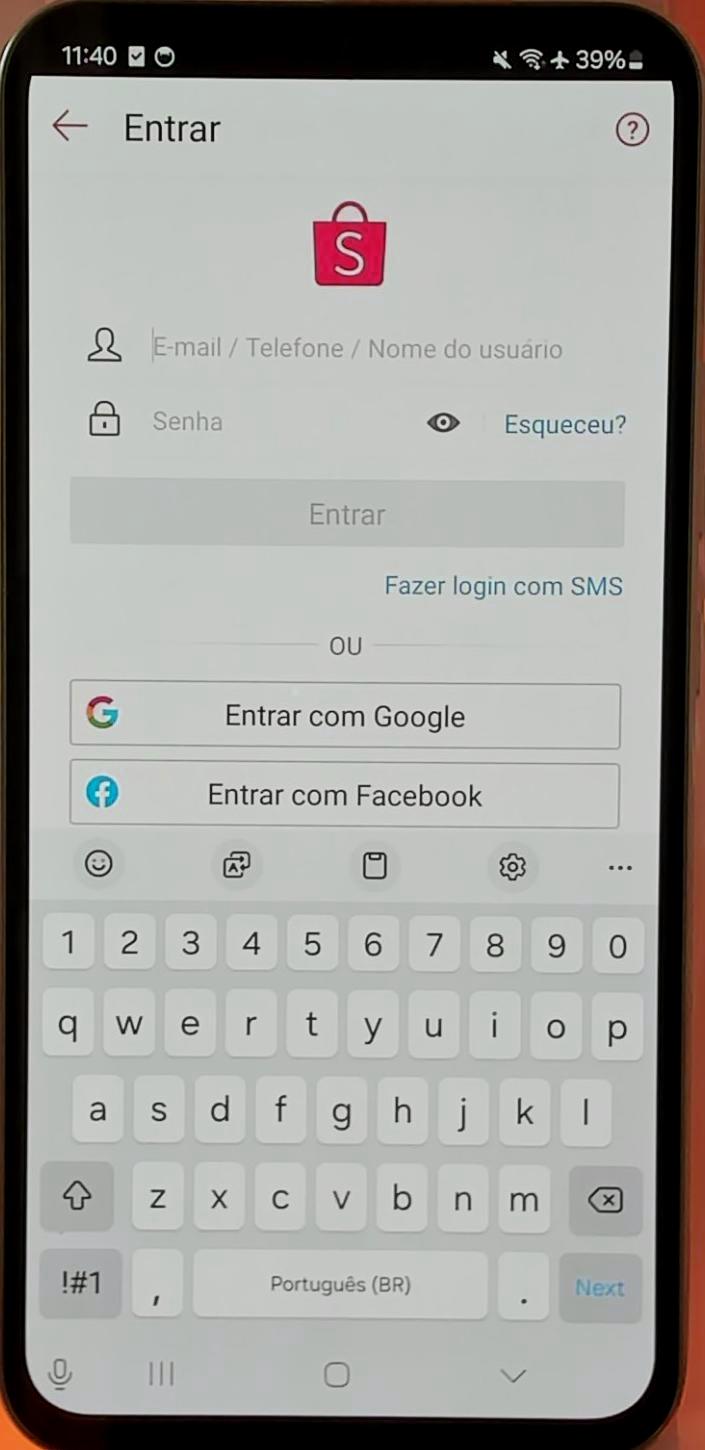 11:40 39%
Entrar ?
S
E-mail / Telefone / Nome do usuário
Senha Esqueceu?
Entrar
Fazer login com SMS
OU
G Entrar com Google
f Entrar com Facebook
1 2 3 4 5 6 7 8 9 0
q w e r t y u i o p
a s d f g h j k l
z x c v b n m
!#1 , Português (BR) . Next